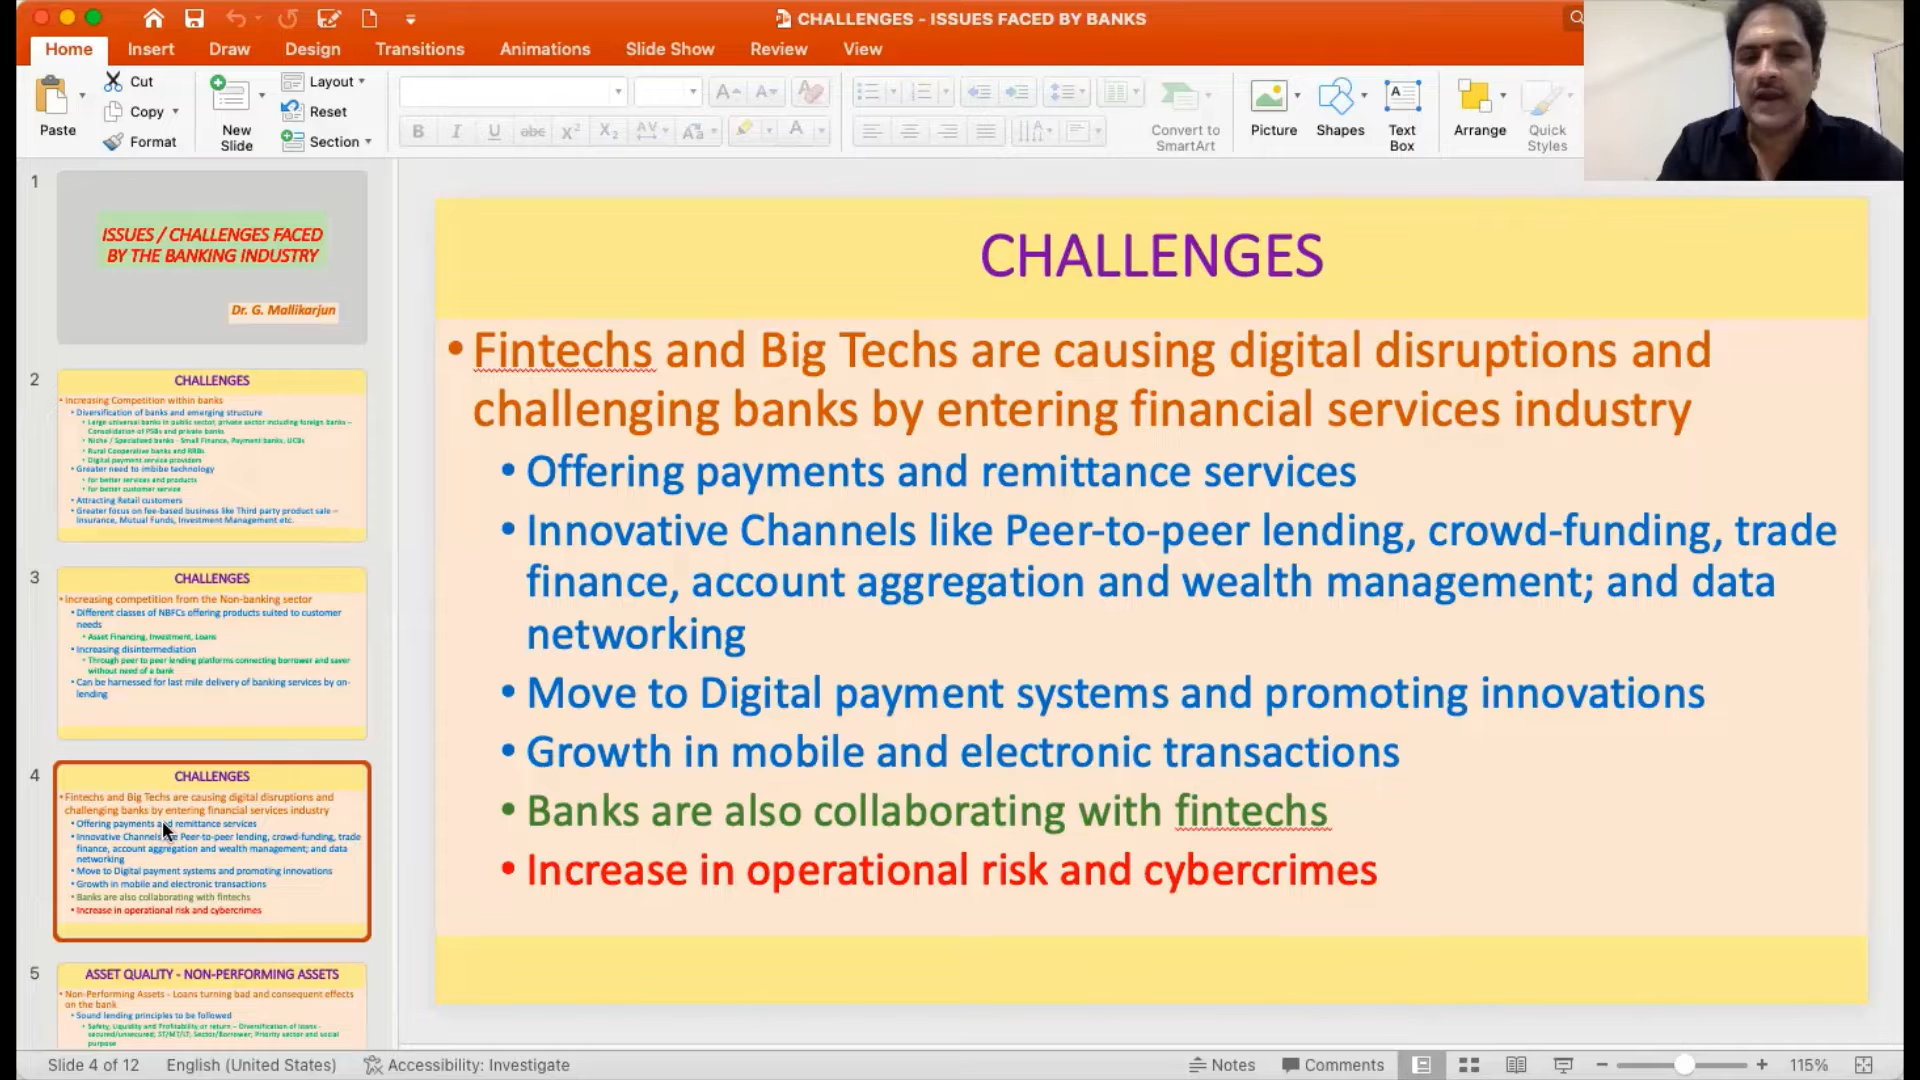 CHALLENGES - ISSUES FACED BY BANKS
Home Insert Draw Design Transitions Animations Slide Show Review View
Paste
Cut
Copy
Format
New
Slide
Layout
Reset
Section
Convert to
SmartArt
Picture
Shapes
Text
Box
Arrange
Quick
Styles
1
ISSUES / CHALLENGES FACED
BY THE BANKING INDUSTRY
Dr. G. Mallikarjun
2
CHALLENGES
• Increasing Competition within banks
• Diversification of banks and emerging structure
• Large universal banks in public sector, private sector including foreign banks –
Consolidation of PSBs and private banks
• Niche / Specialised banks - Small Finance, Payment banks, UCBs
• Rural Cooperative banks and RRBs
• Digital payment service providers
• Greater need to imbibe technology
• for better services and products
• for better customer service
• Attracting Retail customers
• Greater focus on fee-based business like Third party product sale –
Insurance, Mutual Funds, Investment Management etc.
3
CHALLENGES
• Increasing competition from the Non-banking sector
• Different classes of NBFCs offering products suited to customer
needs
• Asset Financing, Investment, Loans
• Increasing disintermediation
• Through peer to peer lending platforms connecting borrower and saver
without need of a bank
• Can be harnessed for last mile delivery of banking services by on-
lending
4
CHALLENGES
• Fintechs and Big Techs are causing digital disruptions and
challenging banks by entering financial services industry
• Offering payments and remittance services
• Innovative Channels like Peer-to-peer lending, crowd-funding, trade
finance, account aggregation and wealth management; and data
networking
• Move to Digital payment systems and promoting innovations
• Growth in mobile and electronic transactions
• Banks are also collaborating with fintechs
• Increase in operational risk and cybercrimes
5
ASSET QUALITY - NON-PERFORMING ASSETS
• Non-Performing Assets - Loans turning bad and consequent effects
on the bank
• Sound lending principles to be followed
• Safety, Liquidity and Profitability or return – Diversification of loans -
secured/unsecured; ST/MT/LT; Sector/Borrower; Priority sector and social
purpose
CHALLENGES
• Fintechs and Big Techs are causing digital disruptions and
challenging banks by entering financial services industry
• Offering payments and remittance services
• Innovative Channels like Peer-to-peer lending, crowd-funding, trade
finance, account aggregation and wealth management; and data
networking
• Move to Digital payment systems and promoting innovations
• Growth in mobile and electronic transactions
• Banks are also collaborating with fintechs
• Increase in operational risk and cybercrimes
Slide 4 of 12 English (United States) Accessibility: Investigate Notes Comments 115%